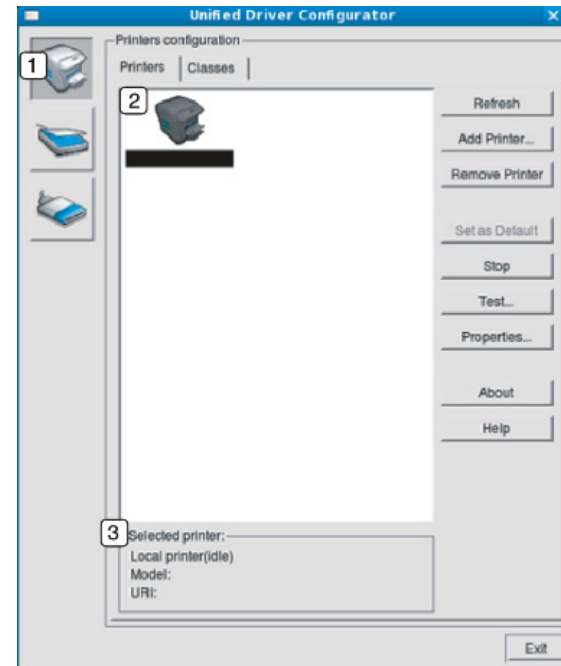 Unified Driver Configurator
Printers configuration
1
Printers
Classes
2
Refresh
Add Printer...
Remove Printer
Set as Default
Stop
Test...
Properties...
About
Help
3
Selected printer:
Local printer(idle)
Model:
URI:
Exit